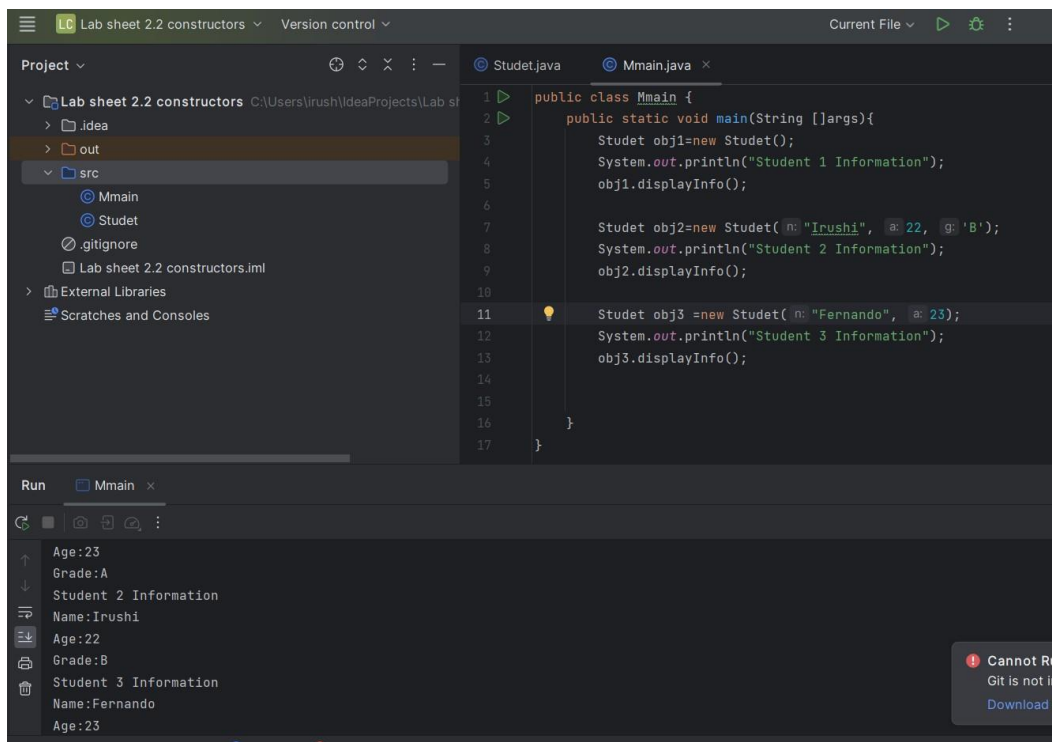 LC Lab sheet 2.2 constructors Version control Current File
Project
Lab sheet 2.2 constructors C:\Users\irush\IdeaProjects\Lab sh
.idea
out
src
Mmain
Studet
.gitignore
Lab sheet 2.2 constructors.iml
External Libraries
Scratches and Consoles
Studet.java Mmain.java
1 public class Mmain {
2 public static void main(String []args){
3 Studet obj1=new Studet();
4 System.out.println("Student 1 Information");
5 obj1.displayInfo();
6
7 Studet obj2=new Studet( n: "Irushi", a: 22, g: 'B');
8 System.out.println("Student 2 Information");
9 obj2.displayInfo();
10
11 Studet obj3 =new Studet( n: "Fernando", a: 23);
12 System.out.println("Student 3 Information");
13 obj3.displayInfo();
14
15
16 }
17 }
Run Mmain
Age:23
Grade:A
Student 2 Information
Name:Irushi
Age:22
Grade:B
Student 3 Information
Name:Fernando
Age:23
Cannot Ru
Git is not i
Download